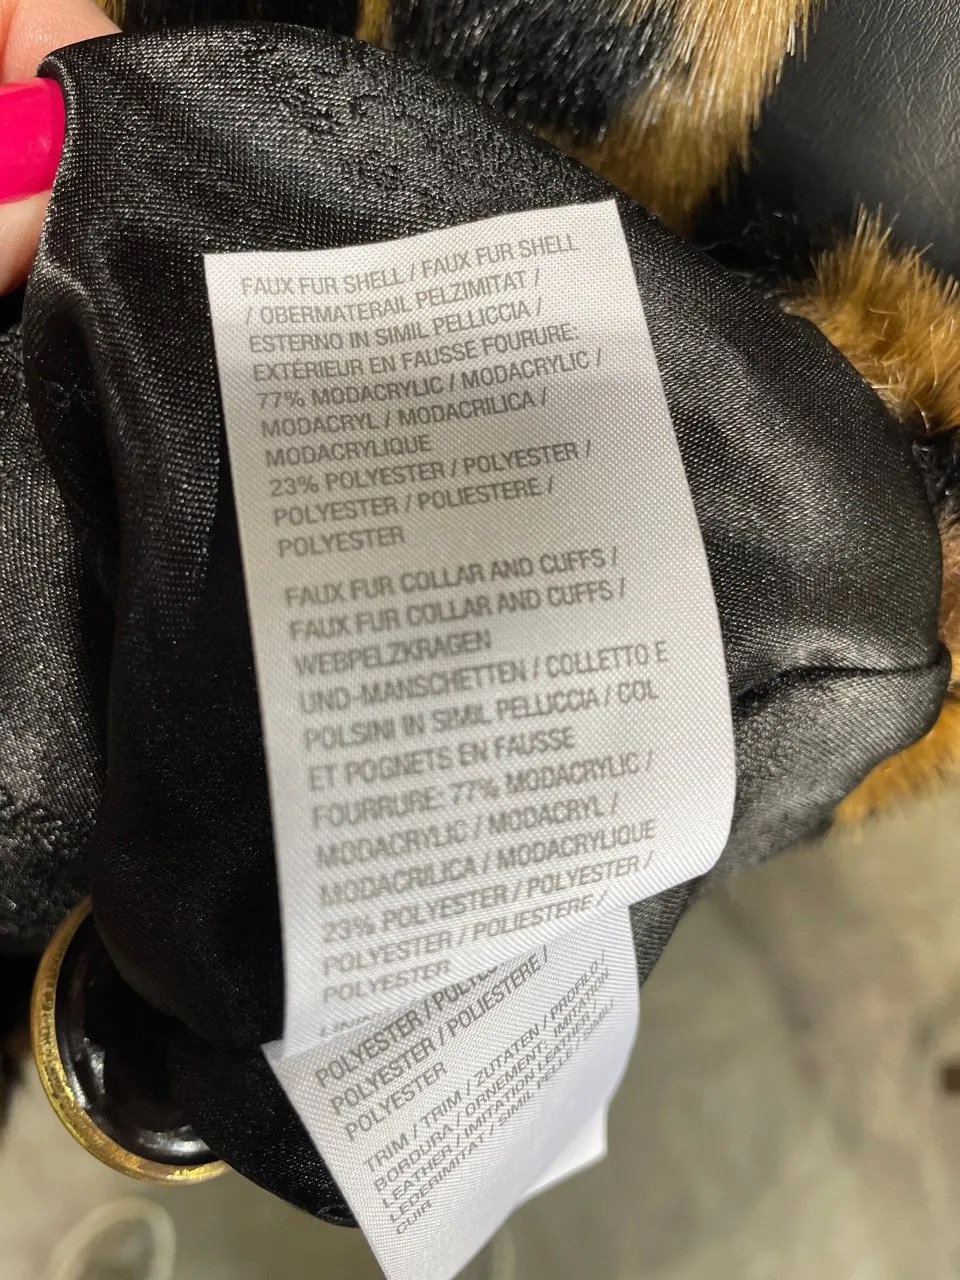 FAUX FUR SHELL / FAUX FUR SHELL
/ OBERMATERAIL PELZIMITAT /
ESTERNO IN SIMIL PELLICCIA /
EXTÉRIEUR EN FAUSSE FOURURE:
77% MODACRYLIC / MODACRYLIC /
MODACRYL / MODACRILICA /
MODACRYLIQUE
23% POLYESTER / POLYESTER /
POLYESTER / POLIESTERE /
POLYESTER
FAUX FUR COLLAR AND CUFFS /
FAUX FUR COLLAR AND CUFFS /
WEBPELZKRAGEN
UND-MANSCHETTEN / COLLETTO E
POLSINI IN SIMIL PELLICCIA / COL
ET POGNETS EN FAUSSE
FOURRURE: 77% MODACRYLIC /
MODACRYLIC / MODACRYL /
MODACRILICA / MODACRYLIQUE
23% POLYESTER / POLYESTER /
POLYESTER / POLIESTERE /
POLYESTER
POLYESTER /
POLYESTER / POLIESTERE /
POLYESTER
TRIM / TRIM / ZUTATEN / PROFILO /
BORDURA / ORNEMENT: IMITATION
LEATHER / IMITATION LEATHER /
LEDERIMITAT / SIMIL PELLE / SIMILI
CUIR